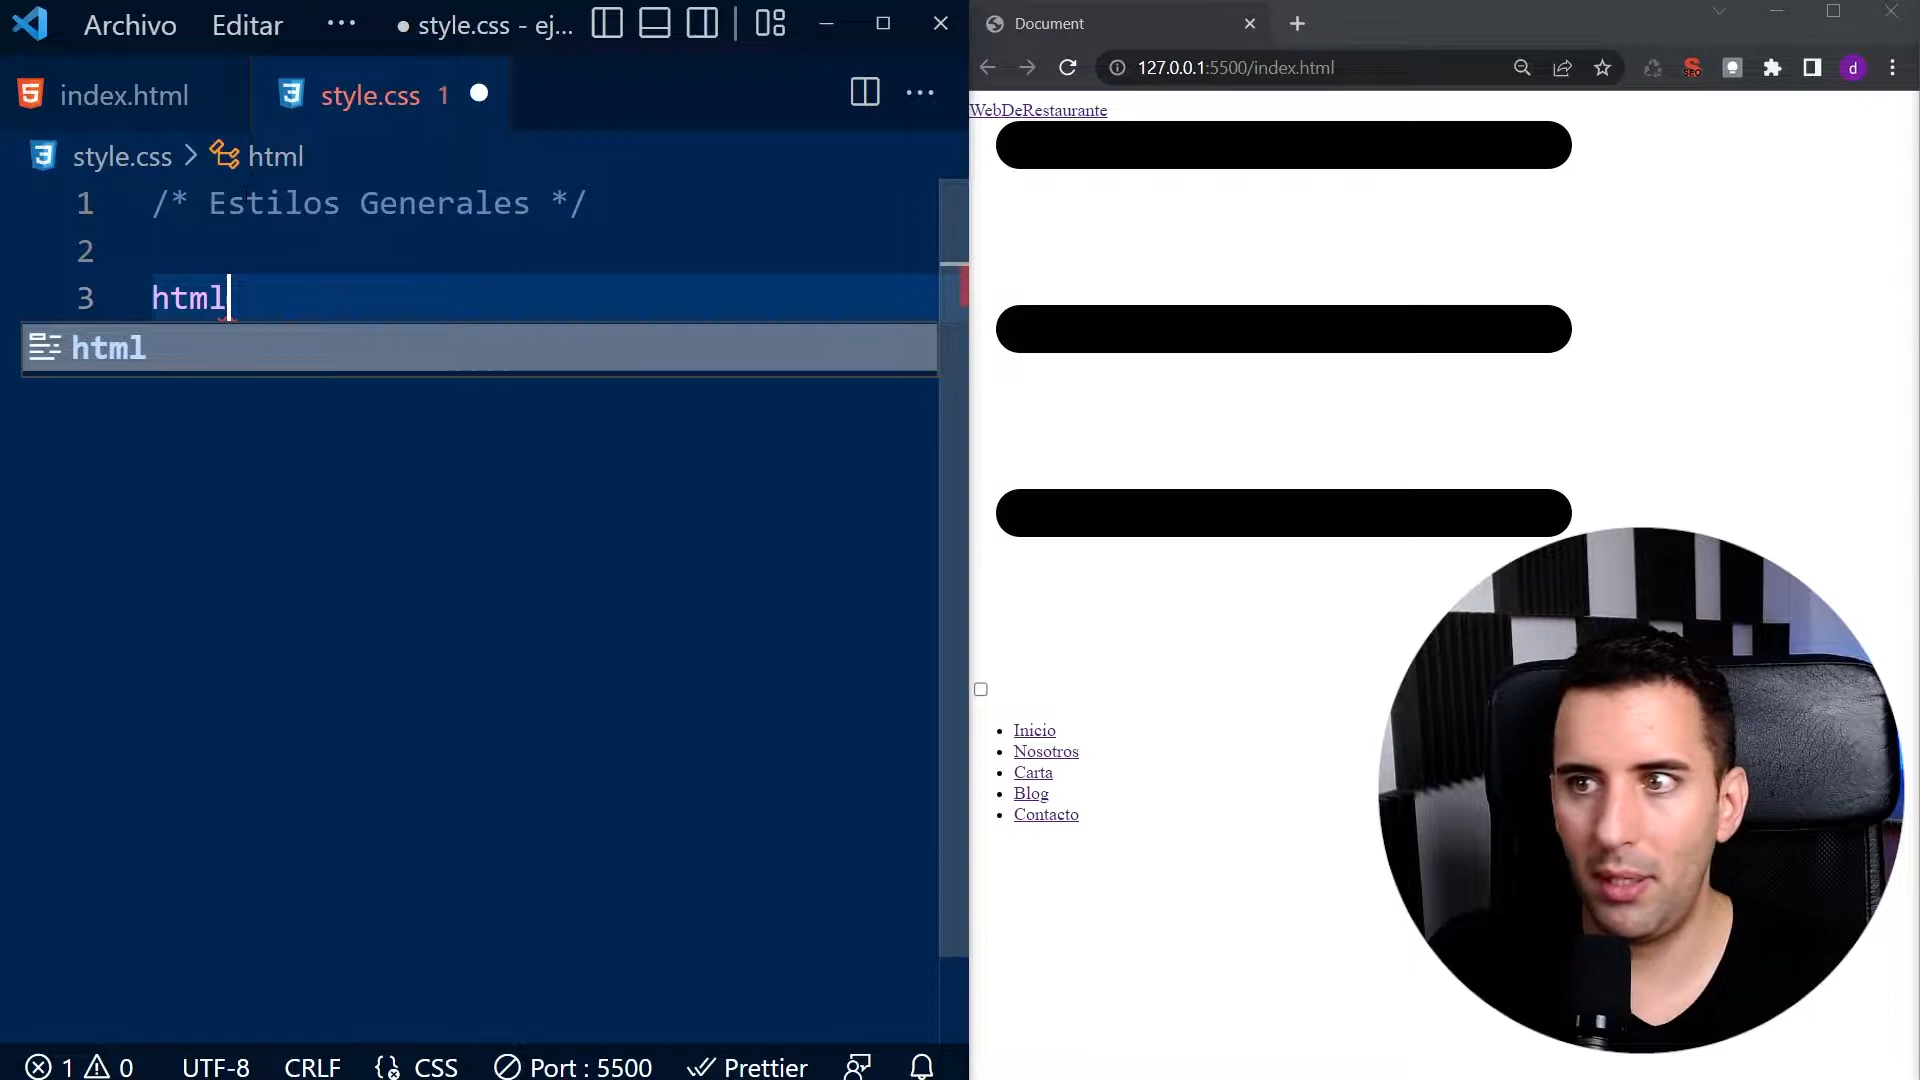 Archivo Editar ··· ● style.css - ej...
index.html style.css 1
style.css > html
1 /* Estilos Generales */
2
3 html
html
1 0 UTF-8 CRLF CSS Port : 5500 Prettier
Document
127.0.0.1:5500/index.html SEO d
WebDeRestaurante
Inicio
Nosotros
Carta
Blog
Contacto